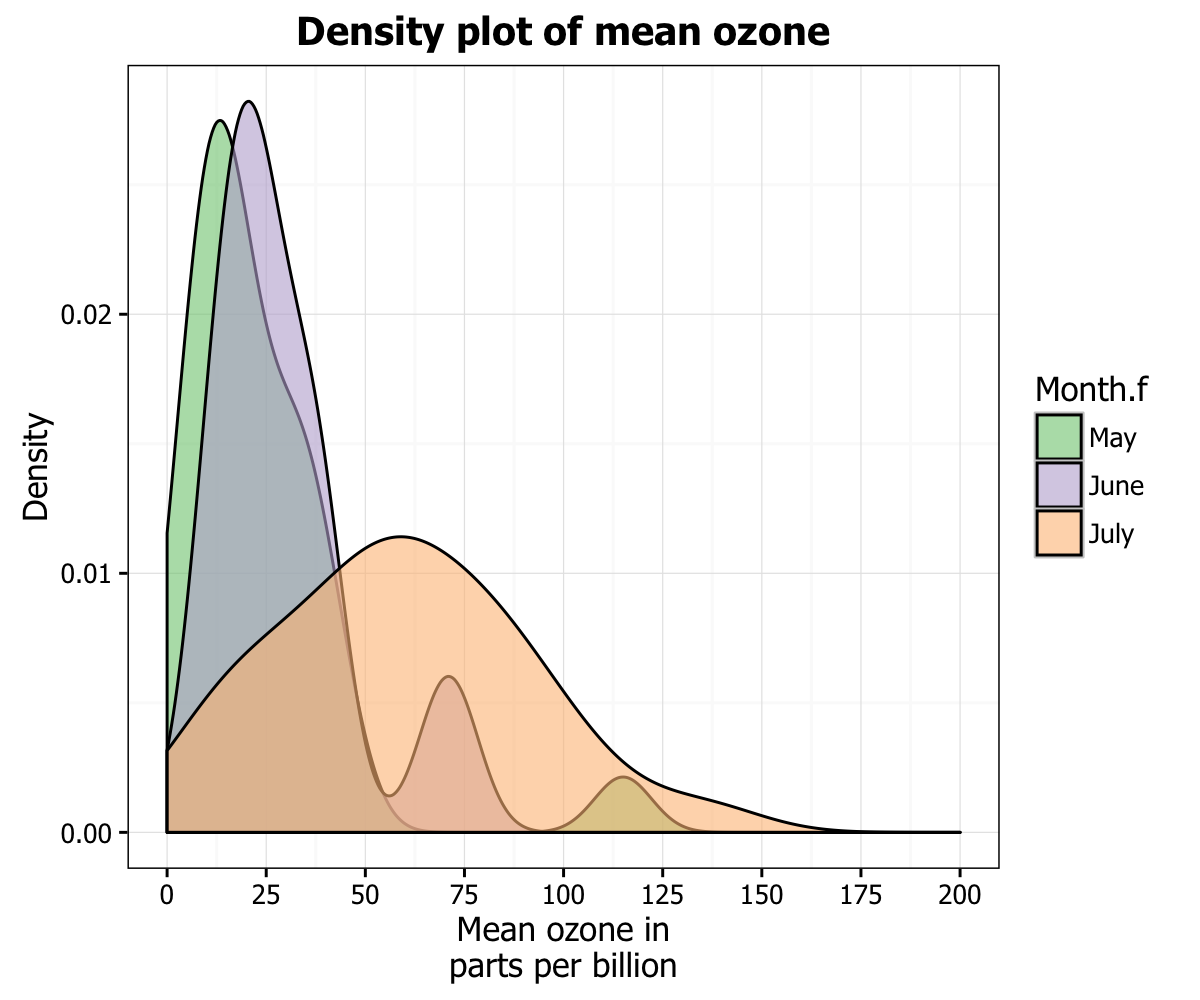 Density plot of mean ozone
Density
0.02
0.01
0.00
0
25
50
75
100
125
150
175
200
Mean ozone in
parts per billion
Month.f
May
June
July